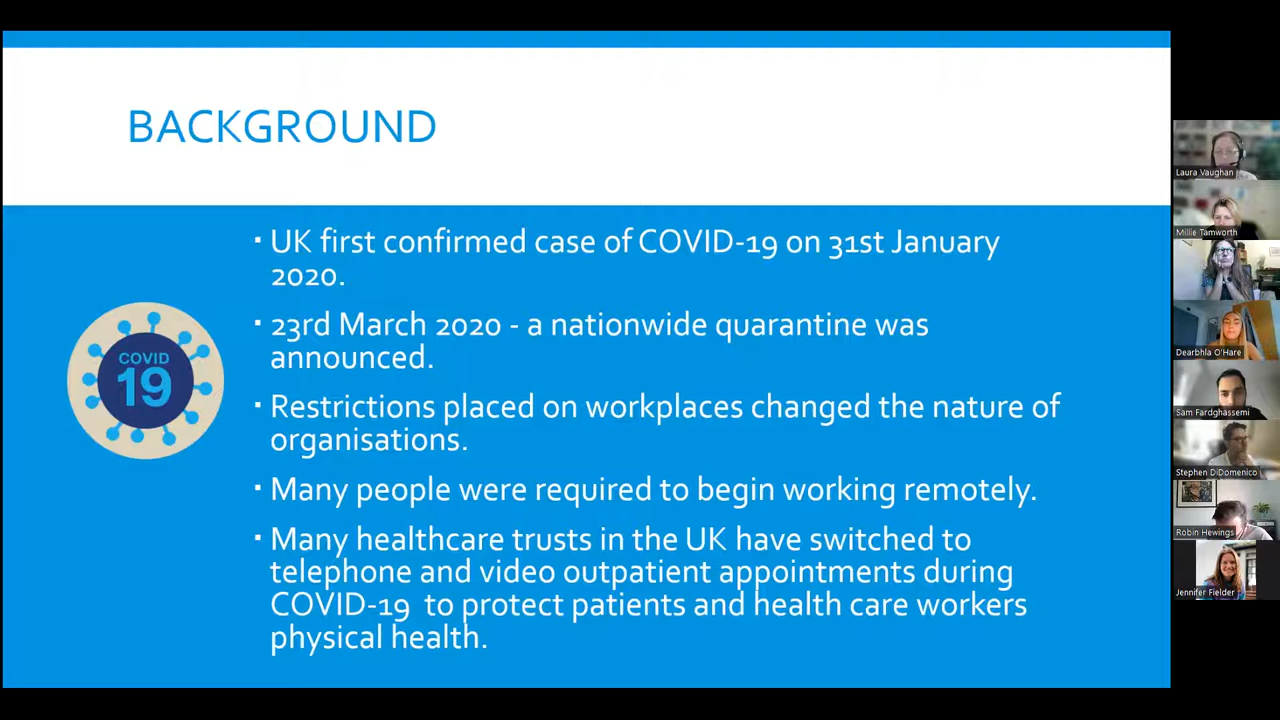 BACKGROUND
▪ UK first confirmed case of COVID-19 on 31st January
2020.
▪ 23rd March 2020 - a nationwide quarantine was
announced.
▪ Restrictions placed on workplaces changed the nature of
organisations.
▪ Many people were required to begin working remotely.
▪ Many healthcare trusts in the UK have switched to
telephone and video outpatient appointments during
COVID-19 to protect patients and health care workers
physical health.
COVID
19
Laura Vaughan
Millie Tamworth
Dearbhla O'Hare
Sam Fardghassemi
Stephen DiDomenico
Robin Hewings
Jennifer Fielder